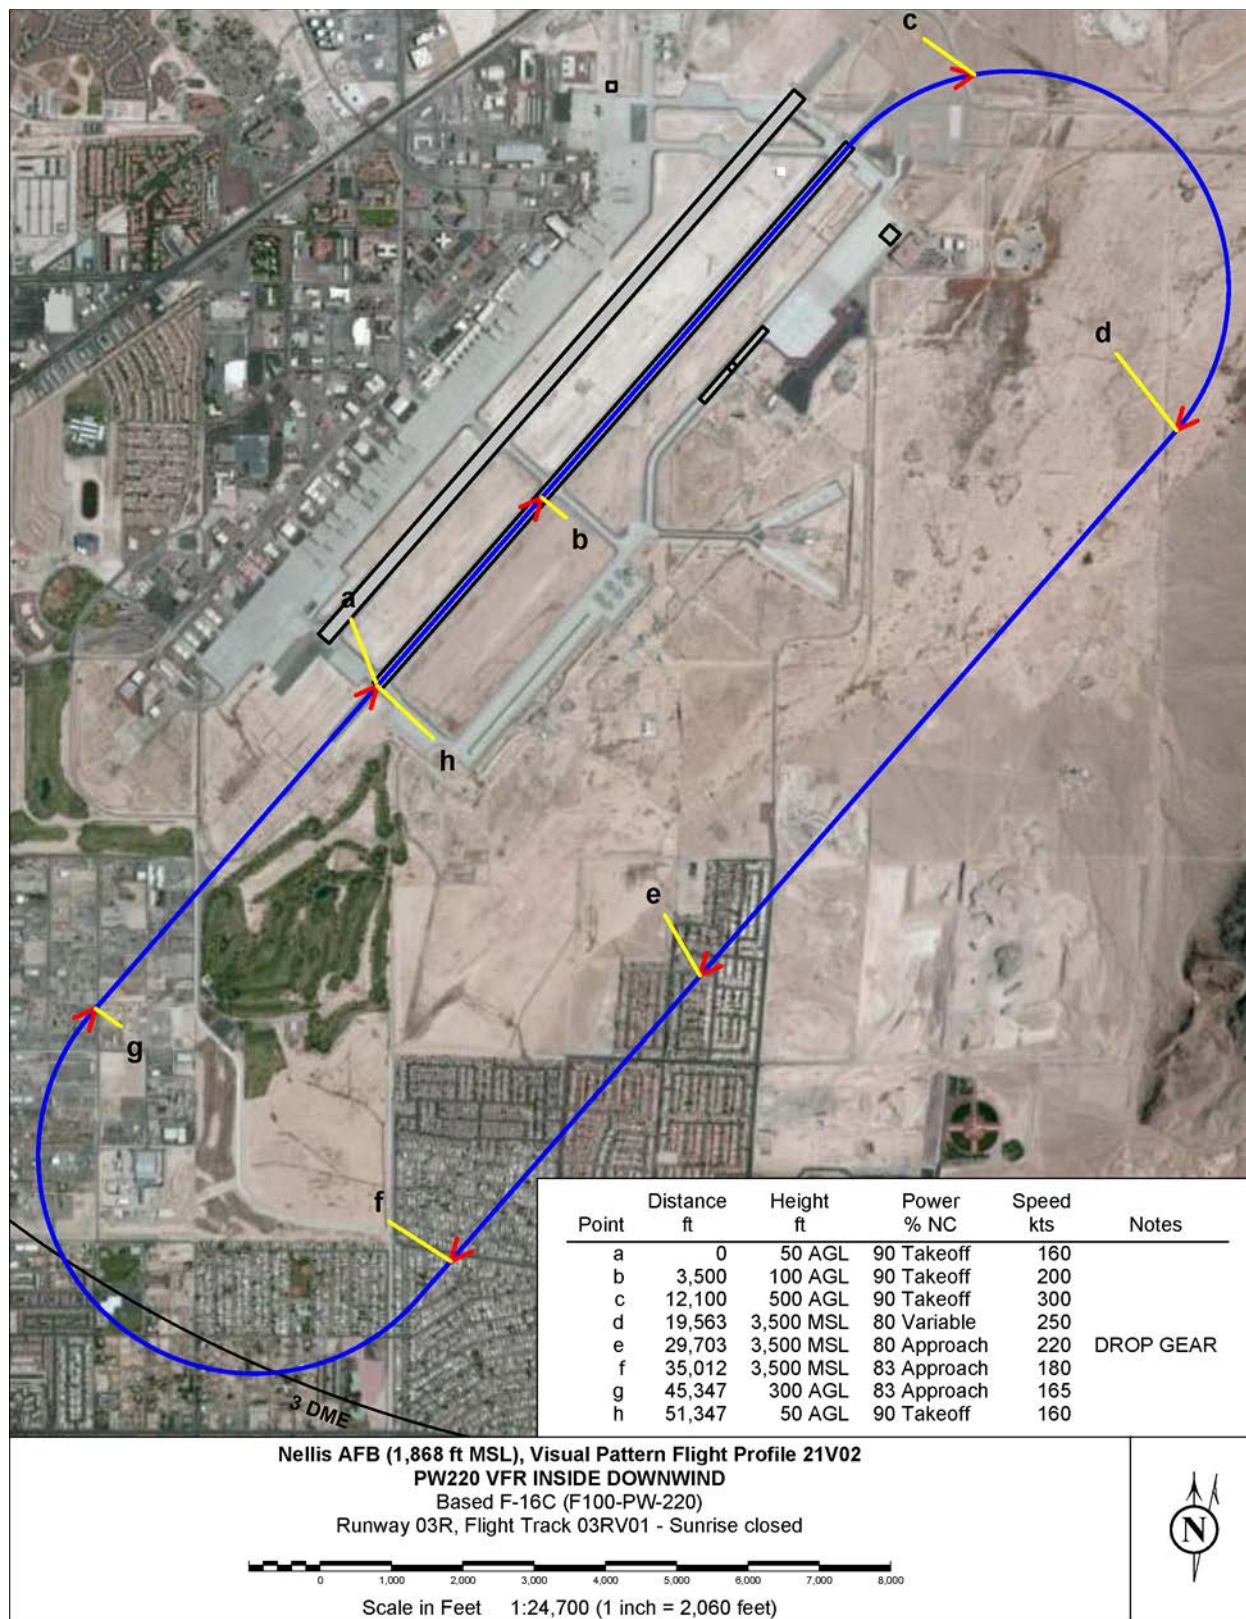 c
d
b
a
h
e
g
f
3 DME
Distance Height Power Speed
Point ft ft % NC kts Notes
a 0 50 AGL 90 Takeoff 160
b 3,500 100 AGL 90 Takeoff 200
c 12,100 500 AGL 90 Takeoff 300
d 19,563 3,500 MSL 80 Variable 250
e 29,703 3,500 MSL 80 Approach 220 DROP GEAR
f 35,012 3,500 MSL 83 Approach 180
g 45,347 300 AGL 83 Approach 165
h 51,347 50 AGL 90 Takeoff 160
Nellis AFB (1,868 ft MSL), Visual Pattern Flight Profile 21V02
PW220 VFR INSIDE DOWNWIND
Based F-16C (F100-PW-220)
Runway 03R, Flight Track 03RV01 - Sunrise closed
0 1,000 2,000 3,000 4,000 5,000 6,000 7,000 8,000
Scale in Feet 1:24,700 (1 inch = 2,060 feet)
N